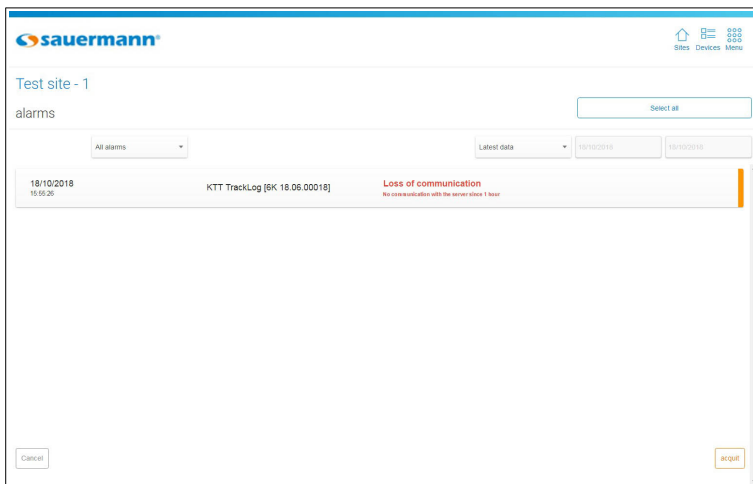 sauermann®
Sites Devices Menu
Test site - 1
alarms
Select all
All alarms
Latest data
18/10/2018
18/10/2018
18/10/2018
15:55:26
KTT TrackLog [6K 18.06.00018]
Loss of communication
No communication with the server since 1 hour
Cancel
acquit